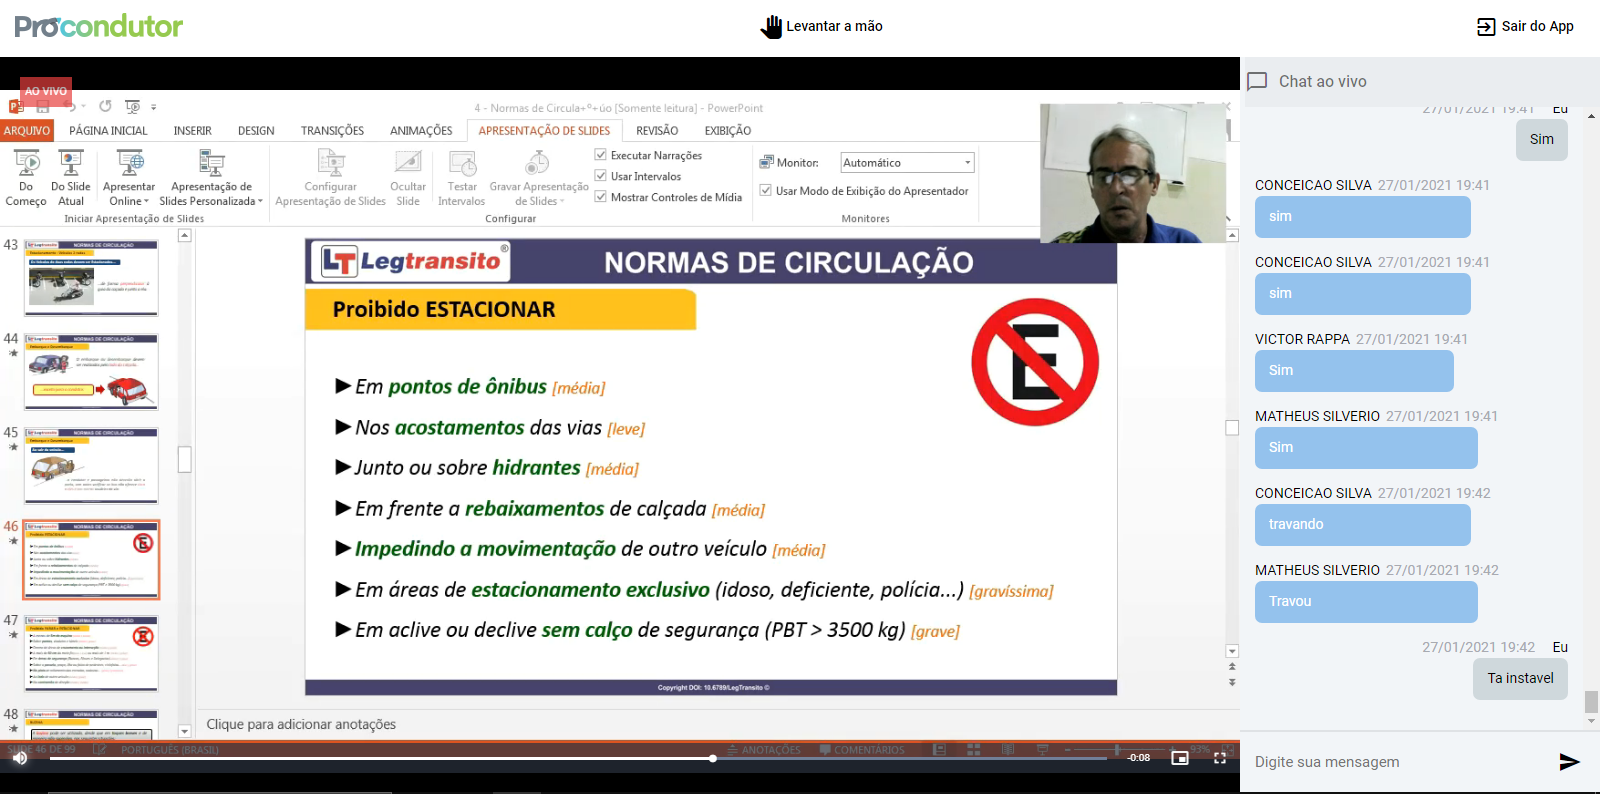 Procondutor
Levantar a mão
Sair do App
AO VIVO
4 - Normas de Circula+º+úo [Somente leitura] - PowerPoint
ARQUIVO PÁGINA INICIAL INSERIR DESIGN TRANSIÇÕES ANIMAÇÕES APRESENTAÇÃO DE SLIDES REVISÃO EXIBIÇÃO
Do Começo
Do Slide Atual
Apresentar Online
Apresentação de Slides Personalizada
Iniciar Apresentação de Slides
Configurar Apresentação de Slides
Ocultar Slide
Testar Intervalos
Gravar Apresentação de Slides
Executar Narrações
Usar Intervalos
Mostrar Controles de Mídia
Configurar
Monitor: Automático
Usar Modo de Exibição do Apresentador
Monitores
43
44
45
46
47
48
LT Legtransito®
NORMAS DE CIRCULAÇÃO
Proibido ESTACIONAR
E
►Em pontos de ônibus [média]
►Nos acostamentos das vias [leve]
►Junto ou sobre hidrantes [média]
►Em frente a rebaixamentos de calçada [média]
►Impedindo a movimentação de outro veículo [média]
►Em áreas de estacionamento exclusivo (idoso, deficiente, polícia...) [gravíssima]
►Em aclive ou declive sem calço de segurança (PBT > 3500 kg) [grave]
Copyright DOI: 10.6789/LegTransito ©
Clique para adicionar anotações
SLIDE 46 DE 99 PORTUGUÊS (BRASIL) ANOTAÇÕES COMENTÁRIOS 93%
-0:08
Chat ao vivo
27/01/2021 19:41 Eu
Sim
CONCEICAO SILVA 27/01/2021 19:41
sim
CONCEICAO SILVA 27/01/2021 19:41
sim
VICTOR RAPPA 27/01/2021 19:41
Sim
MATHEUS SILVERIO 27/01/2021 19:41
Sim
CONCEICAO SILVA 27/01/2021 19:42
travando
MATHEUS SILVERIO 27/01/2021 19:42
Travou
27/01/2021 19:42 Eu
Ta instavel
Digite sua mensagem